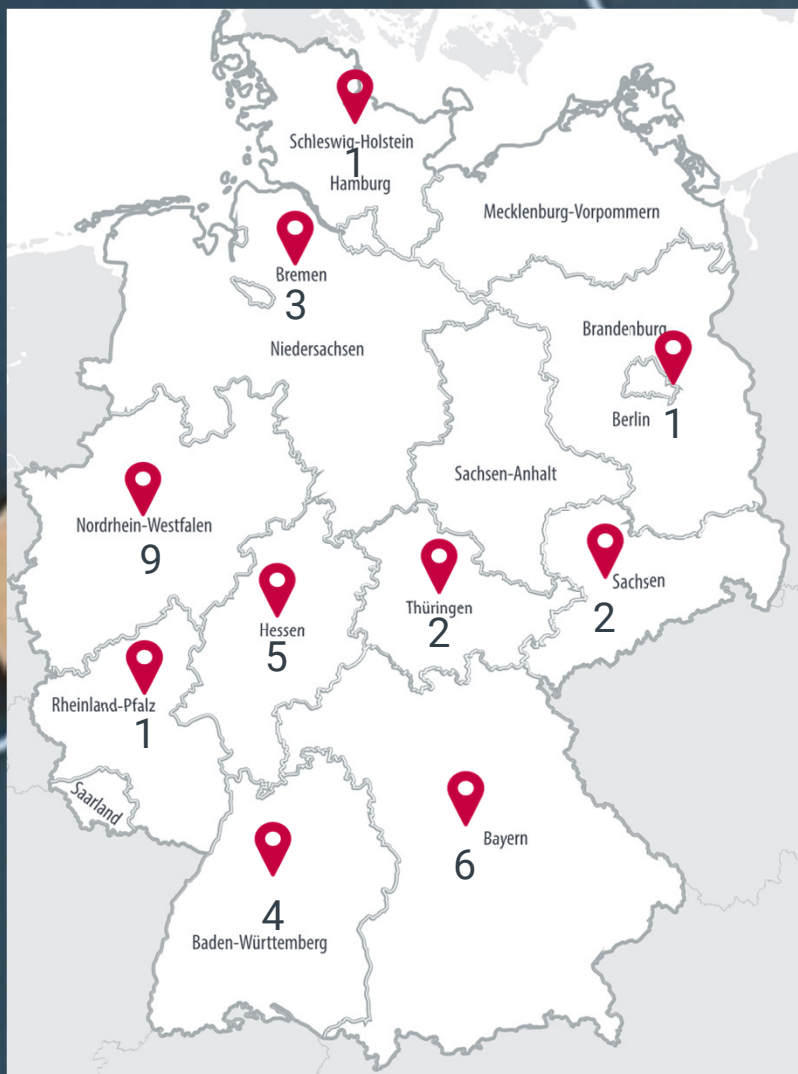 Schleswig-Holstein
1
Hamburg
Mecklenburg-Vorpommern
Bremen
3
Niedersachsen
Brandenburg
Berlin
1
Sachsen-Anhalt
Nordrhein-Westfalen
9
Hessen
5
Thüringen
2
Sachsen
2
Rheinland-Pfalz
1
Saarland
Bayern
6
4
Baden-Württemberg